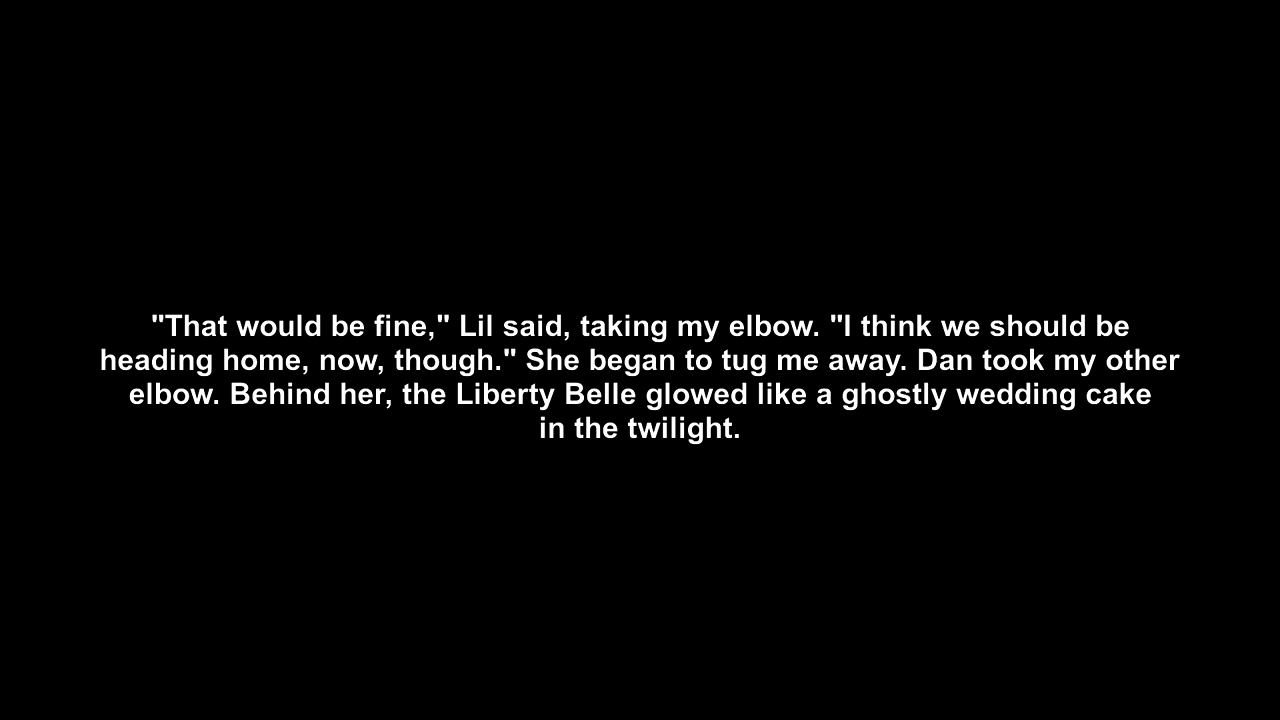 "That would be fine," Lil said, taking my elbow. "I think we should be
heading home, now, though." She began to tug me away. Dan took my other
elbow. Behind her, the Liberty Belle glowed like a ghostly wedding cake
in the twilight.